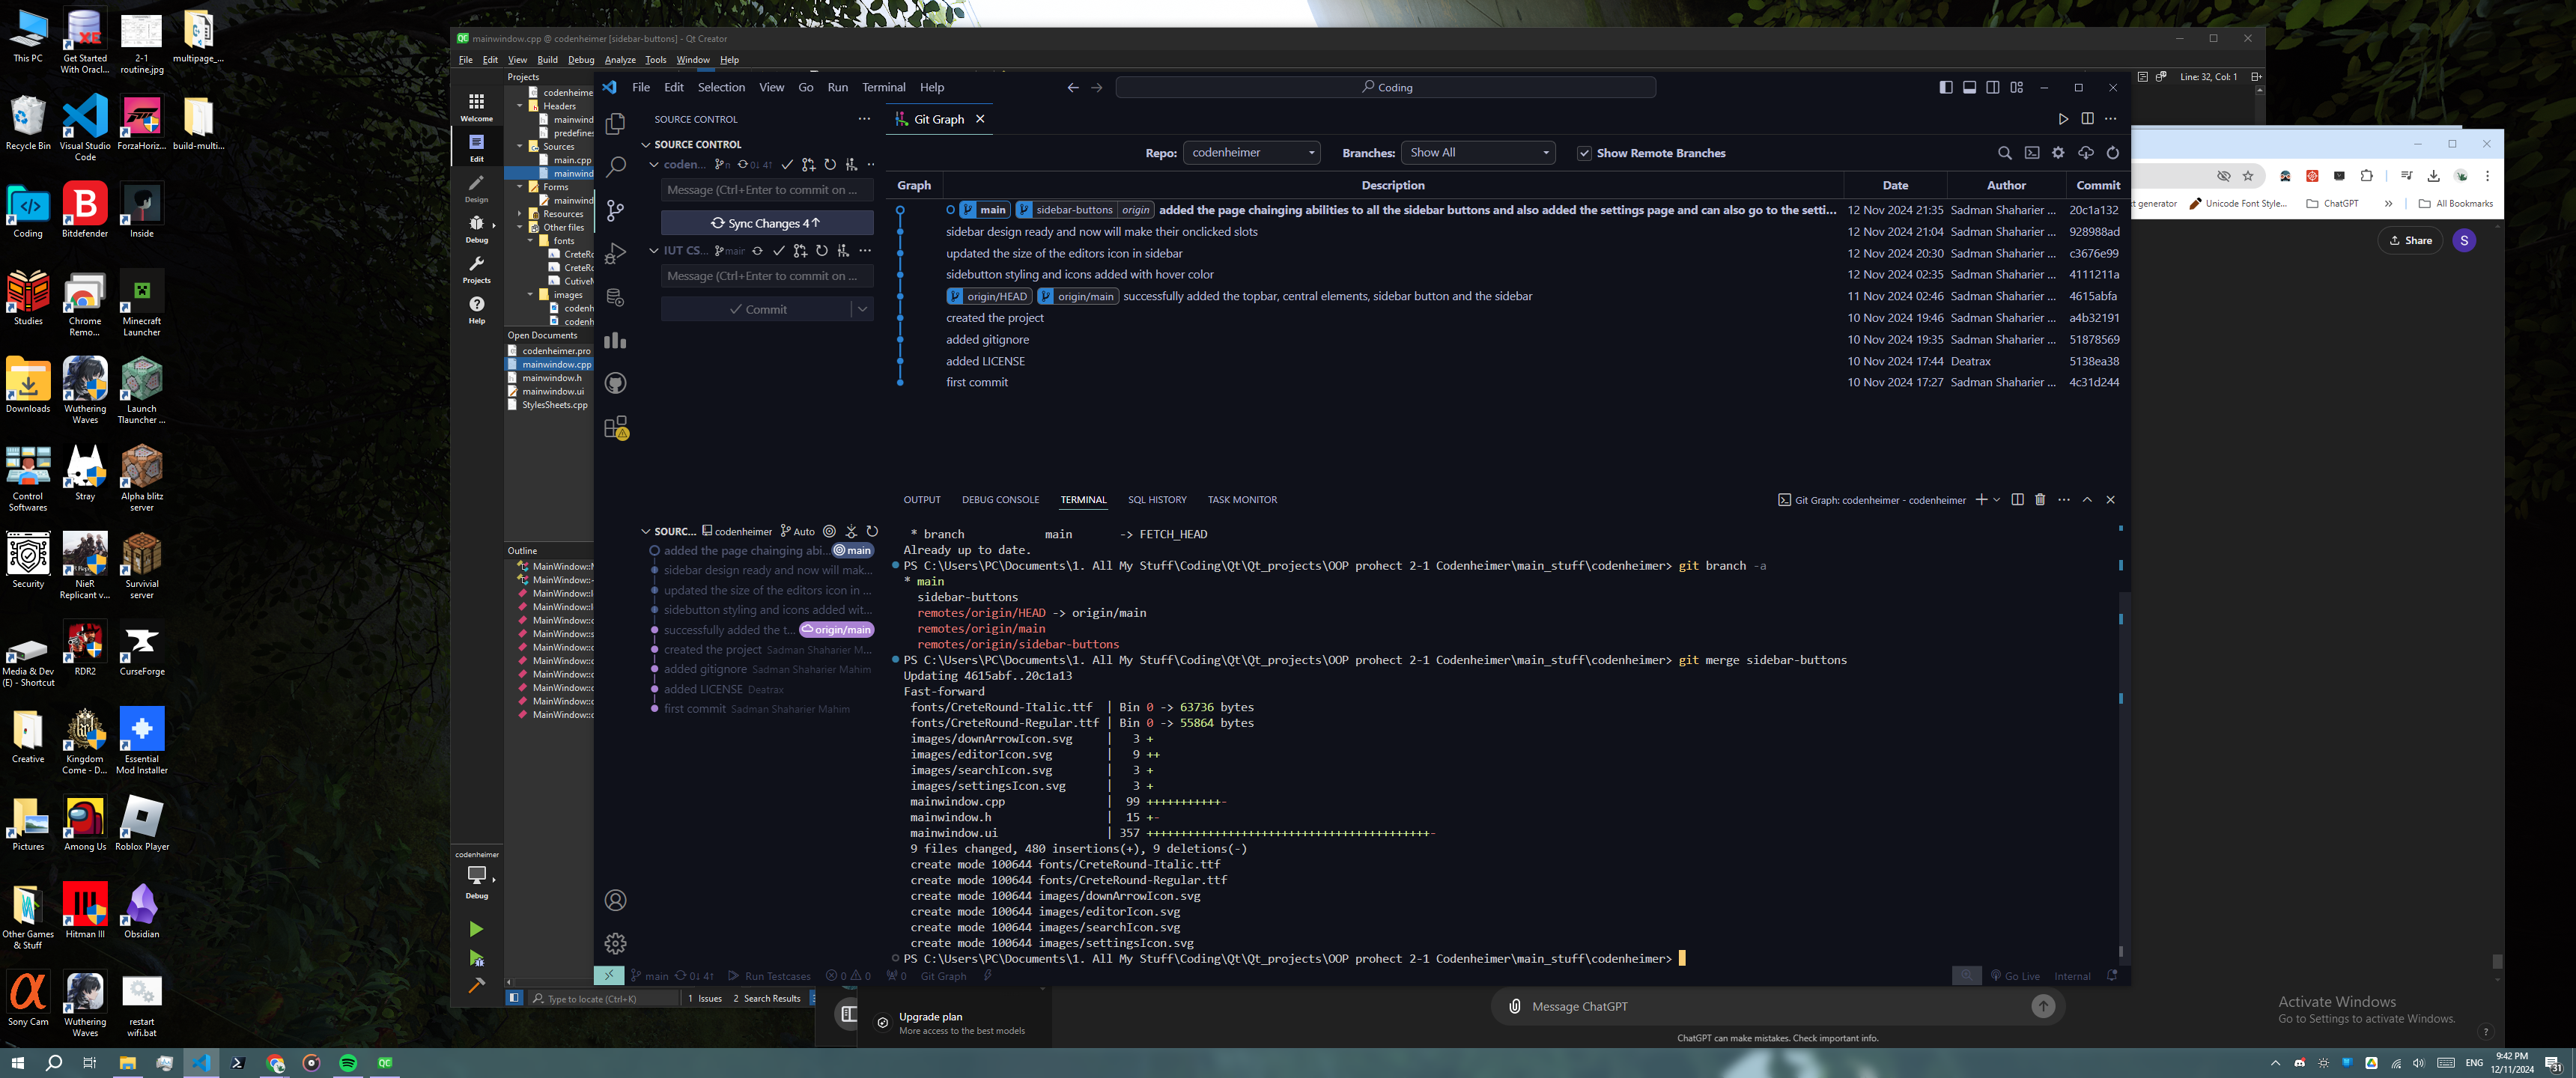 This PC
Get Started With Oracl...
2-1 routine.jpg
multipage_...
Recycle Bin
Visual Studio Code
ForzaHoriz...
build-multi...
Coding
Bitdefender
Inside
Studies
Chrome Remo...
Minecraft Launcher
Downloads
Wuthering Waves
Launch Tlauncher ...
Control Softwares
Stray
Alpha blitz server
Security
NieR Replicant v...
Survivial server
Media & Dev (E) - Shortcut
RDR2
CurseForge
Creative
Kingdom Come - D...
Essential Mod Installer
Pictures
Among Us
Roblox Player
Other Games & Stuff
Hitman III
Obsidian
Sony Cam
Wuthering Waves
restart wifi.bat
mainwindow.cpp @ codenheimer [sidebar-buttons] - Qt Creator
File Edit View Build Debug Analyze Tools Window Help
Line: 32, Col: 1
Welcome
Edit
Design
Debug
Projects
Help
Projects
codenheime
Headers
mainwind
predefines
Sources
main.cpp
mainwind
Forms
mainwind
Resources
Other files
fonts
CreteRo
CreteRo
CutiveM
images
codenh
codenh
Open Documents
codenheimer.pro
mainwindow.cpp
mainwindow.h
mainwindow.ui
StylesSheets.cpp
Outline
MainWindow::M
MainWindow::~
MainWindow::l
MainWindow::l
MainWindow::c
MainWindow::s
MainWindow::c
MainWindow::c
MainWindow::c
MainWindow::c
MainWindow::c
MainWindow::c
codenheimer
Debug
Type to locate (Ctrl+K)
1 Issues 2 Search Results
File Edit Selection View Go Run Terminal Help
Coding
SOURCE CONTROL
SOURCE CONTROL
coden... 0↓ 4↑
Message (Ctrl+Enter to commit on ...
Sync Changes 4↑
IUT CS... main
Message (Ctrl+Enter to commit on ...
Commit
Git Graph
Repo: codenheimer Branches: Show All Show Remote Branches
Graph Description Date Author Commit
main sidebar-buttons origin added the page chainging abilities to all the sidebar buttons and also added the settings page and can also go to the setti... 12 Nov 2024 21:35 Sadman Shaharier ... 20c1a132
sidebar design ready and now will make their onclicked slots 12 Nov 2024 21:04 Sadman Shaharier ... 928988ad
updated the size of the editors icon in sidebar 12 Nov 2024 20:30 Sadman Shaharier ... c3676e99
sidebutton styling and icons added with hover color 12 Nov 2024 02:35 Sadman Shaharier ... 4111211a
origin/HEAD origin/main successfully added the topbar, central elements, sidebar button and the sidebar 11 Nov 2024 02:46 Sadman Shaharier ... 4615abfa
created the project 10 Nov 2024 19:46 Sadman Shaharier ... a4b32191
added gitignore 10 Nov 2024 19:35 Sadman Shaharier ... 51878569
added LICENSE 10 Nov 2024 17:44 Deatrax 5138ea38
first commit 10 Nov 2024 17:27 Sadman Shaharier ... 4c31d244
SOURC... codenheimer Auto
added the page chainging abi... main
sidebar design ready and now will mak...
updated the size of the editors icon in ...
sidebutton styling and icons added wit...
successfully added the t... origin/main
created the project Sadman Shaharier M...
added gitignore Sadman Shaharier Mahim
added LICENSE Deatrax
first commit Sadman Shaharier Mahim
OUTPUT DEBUG CONSOLE TERMINAL SQL HISTORY TASK MONITOR
Git Graph: codenheimer - codenheimer
* branch main -> FETCH_HEAD
Already up to date.
PS C:\Users\PC\Documents\1. All My Stuff\Coding\Qt\Qt_projects\OOP prohect 2-1 Codenheimer\main_stuff\codenheimer> git branch -a
* main
sidebar-buttons
remotes/origin/HEAD -> origin/main
remotes/origin/main
remotes/origin/sidebar-buttons
PS C:\Users\PC\Documents\1. All My Stuff\Coding\Qt\Qt_projects\OOP prohect 2-1 Codenheimer\main_stuff\codenheimer> git merge sidebar-buttons
Updating 4615abf..20c1a13
Fast-forward
fonts/CreteRound-Italic.ttf | Bin 0 -> 63736 bytes
fonts/CreteRound-Regular.ttf | Bin 0 -> 55864 bytes
images/downArrowIcon.svg | 3 +
images/editorIcon.svg | 9 ++
images/searchIcon.svg | 3 +
images/settingsIcon.svg | 3 +
mainwindow.cpp | 99 +++++++++++-
mainwindow.h | 15 +-
mainwindow.ui | 357 ++++++++++++++++++++++++++++++++++++++++++-
9 files changed, 480 insertions(+), 9 deletions(-)
create mode 100644 fonts/CreteRound-Italic.ttf
create mode 100644 fonts/CreteRound-Regular.ttf
create mode 100644 images/downArrowIcon.svg
create mode 100644 images/editorIcon.svg
create mode 100644 images/searchIcon.svg
create mode 100644 images/settingsIcon.svg
PS C:\Users\PC\Documents\1. All My Stuff\Coding\Qt\Qt_projects\OOP prohect 2-1 Codenheimer\main_stuff\codenheimer>
main 0↓ 4↑ Run Testcases 0 0 0 Git Graph
Go Live Internal
xt generator Unicode Font Style... ChatGPT » All Bookmarks
Share S
Upgrade plan
More access to the best models
Message ChatGPT
ChatGPT can make mistakes. Check important info.
?
Activate Windows
Go to Settings to activate Windows.
ENG
9:42 PM
12/11/2024
31